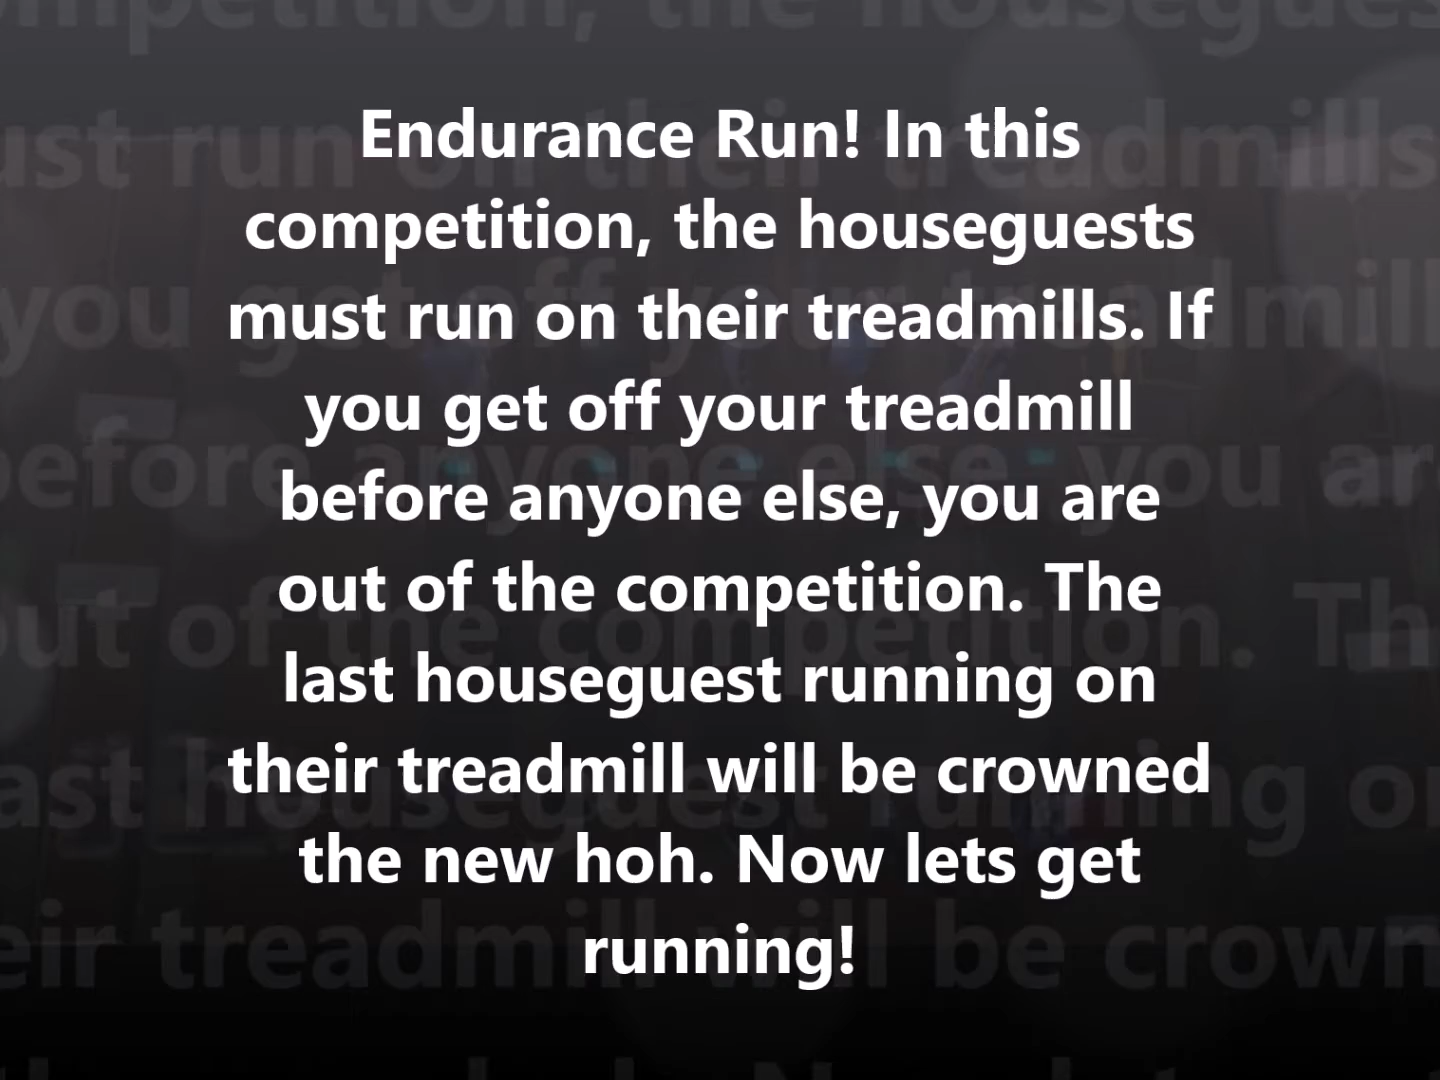 Endurance Run! In this
competition, the houseguests
must run on their treadmills. If
you get off your treadmill
before anyone else, you are
out of the competition. The
last houseguest running on
their treadmill will be crowned
the new hoh. Now lets get
running!